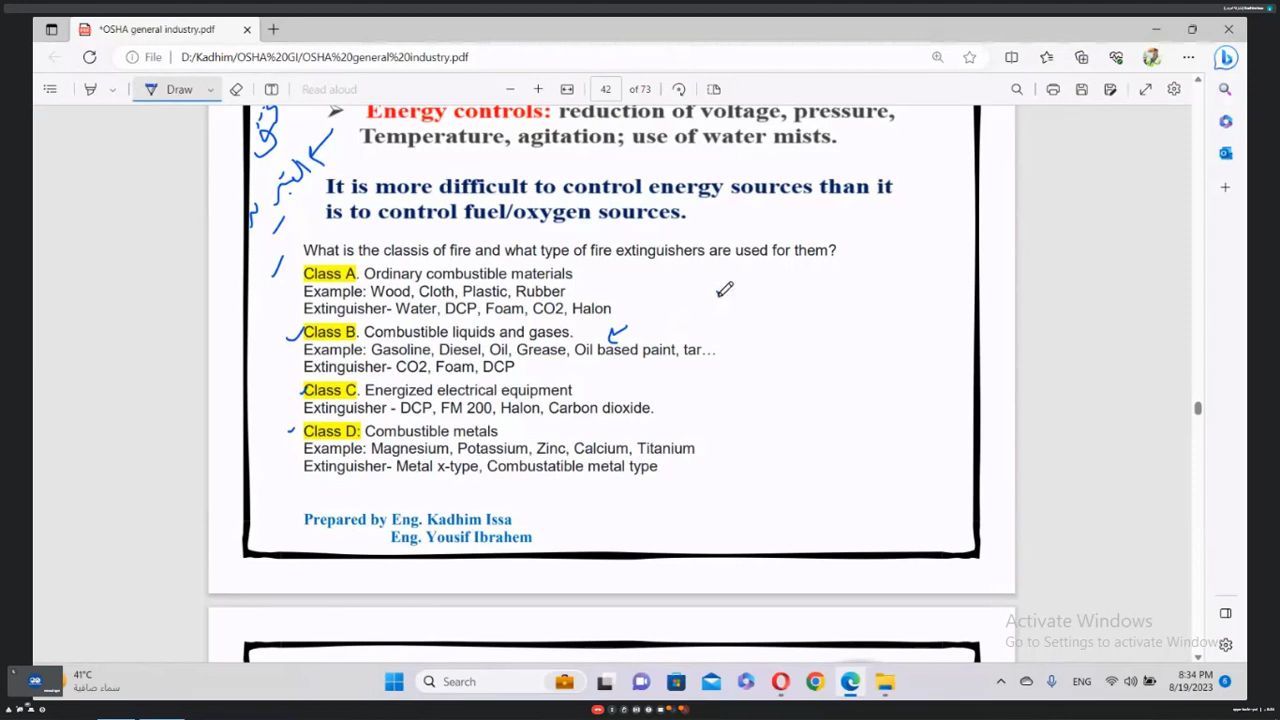 *OSHA general industry.pdf
File D:/Kadhim/OSHA%20GI/OSHA%20general%20industry.pdf
Draw Read aloud 42 of 73
Energy controls: reduction of voltage, pressure,
Temperature, agitation; use of water mists.
It is more difficult to control energy sources than it
is to control fuel/oxygen sources.
What is the classis of fire and what type of fire extinguishers are used for them?
Class A. Ordinary combustible materials
Example: Wood, Cloth, Plastic, Rubber
Extinguisher- Water, DCP, Foam, CO2, Halon
Class B. Combustible liquids and gases.
Example: Gasoline, Diesel, Oil, Grease, Oil based paint, tar…
Extinguisher- CO2, Foam, DCP
Class C. Energized electrical equipment
Extinguisher - DCP, FM 200, Halon, Carbon dioxide.
Class D: Combustible metals
Example: Magnesium, Potassium, Zinc, Calcium, Titanium
Extinguisher- Metal x-type, Combustatible metal type
Prepared by Eng. Kadhim Issa
Eng. Yousif Ibrahem
Activate Windows
Go to Settings to activate Windows.
41°C
سماء صافية
Search
ENG
8:34 PM
8/19/2023